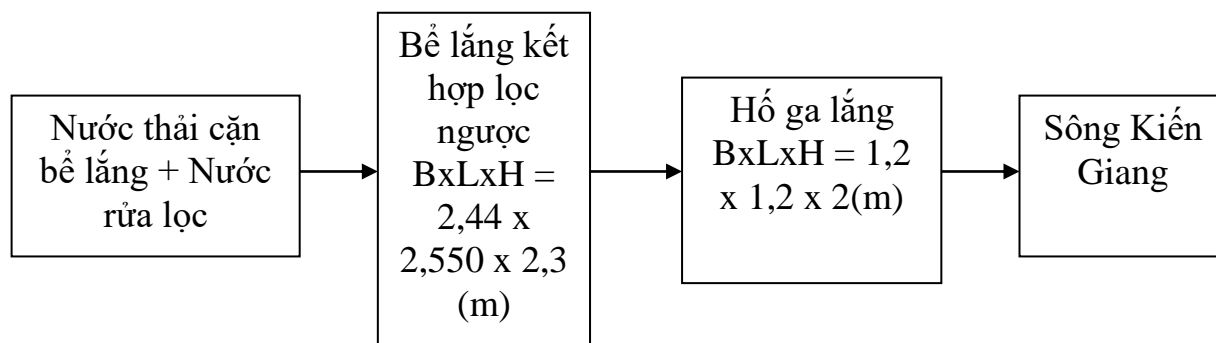 Nước thải cặn
bể lắng + Nước
rửa lọc
Bể lắng kết
hợp lọc
ngược
BxLxH =
2,44 x
2,550 x 2,3
(m)
Hố ga lắng
BxLxH = 1,2
x 1,2 x 2(m)
Sông Kiến
Giang